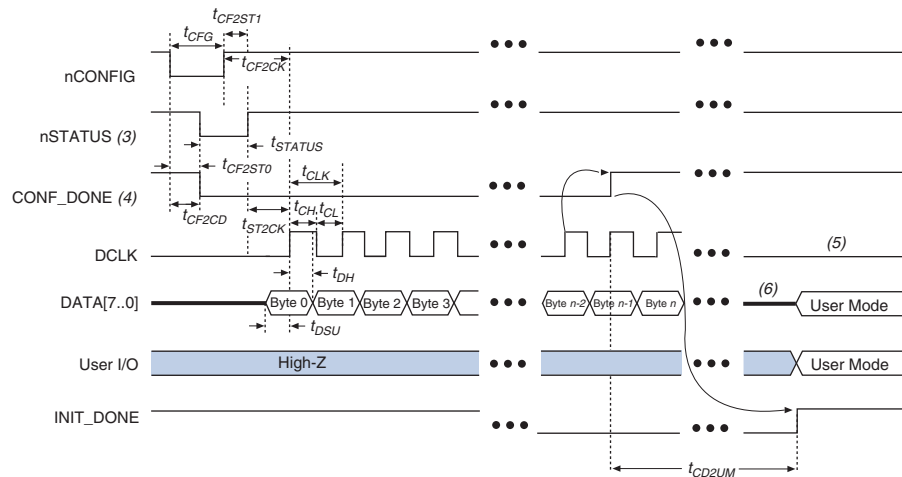 tCF2ST1
tCFG
tCF2CK
nCONFIG
nSTATUS (3)
tSTATUS
tCF2ST0
tCLK
CONF_DONE (4)
tCF2CD
tST2CK
tCH
tCL
DCLK
(5)
tDH
DATA[7..0]
Byte 0
Byte 1
Byte 2
Byte 3
Byte n-2
Byte n-1
Byte n
(6)
User Mode
tDSU
User I/O
High-Z
User Mode
INIT_DONE
tCD2UM